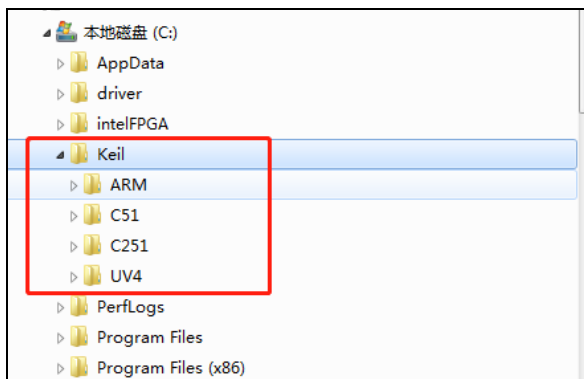 本地磁盘 (C:)
AppData
driver
intelFPGA
Keil
ARM
C51
C251
UV4
PerfLogs
Program Files
Program Files (x86)